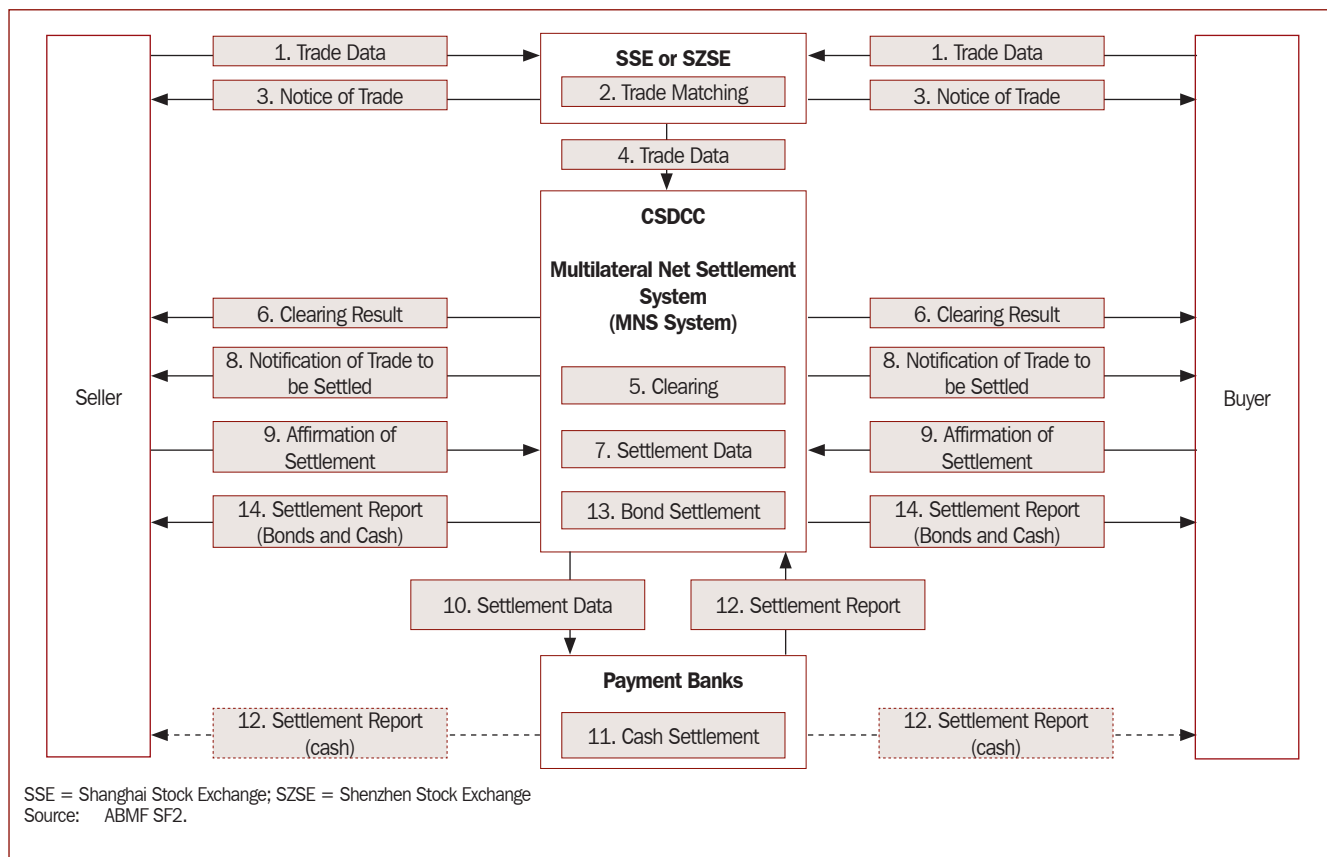 1. Trade Data
SSE or SZSE
1. Trade Data
2. Trade Matching
3. Notice of Trade
3. Notice of Trade
4. Trade Data
CSDCC
Multilateral Net Settlement
System
(MNS System)
6. Clearing Result
6. Clearing Result
8. Notification of Trade to
be Settled
8. Notification of Trade to
be Settled
5. Clearing
Seller
Buyer
9. Affirmation of
Settlement
7. Settlement Data
9. Affirmation of
Settlement
14. Settlement Report
(Bonds and Cash)
13. Bond Settlement
14. Settlement Report
(Bonds and Cash)
10. Settlement Data
12. Settlement Report
Payment Banks
12. Settlement Report
(cash)
11. Cash Settlement
12. Settlement Report
(cash)
SSE = Shanghai Stock Exchange; SZSE = Shenzhen Stock Exchange
Source: ABMF SF2.